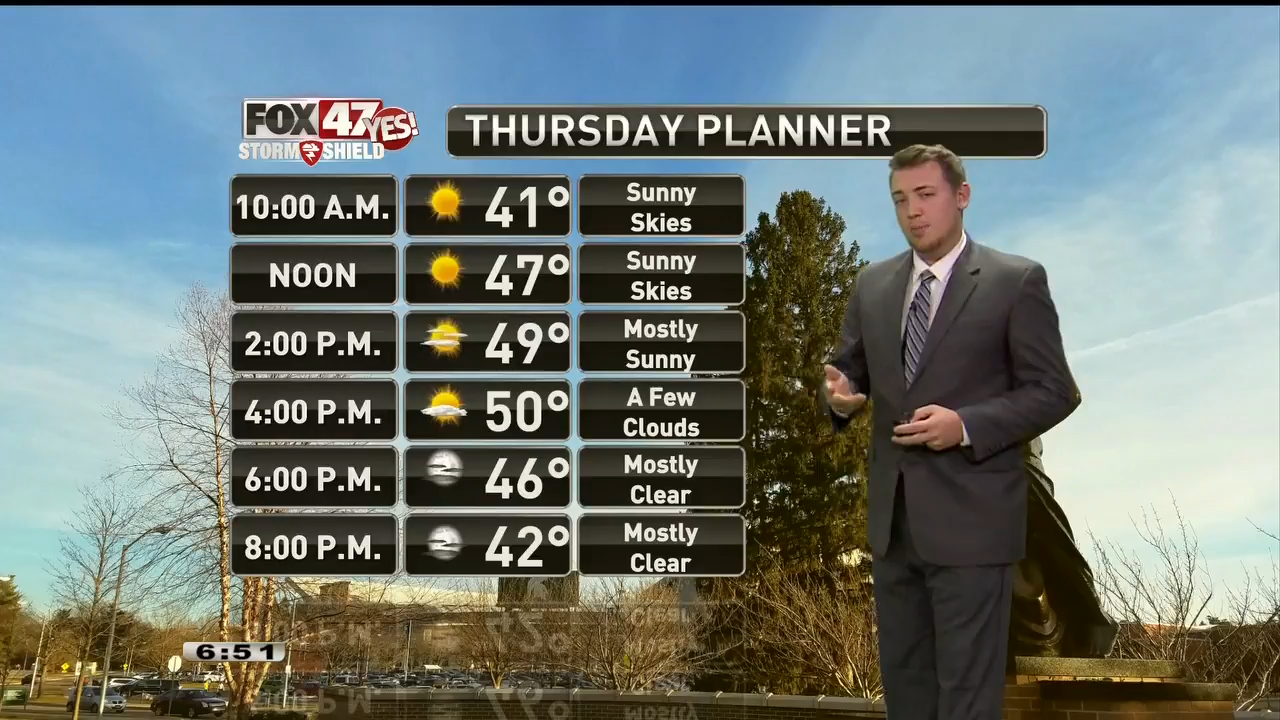 FOX 47 YES!
STORM SHIELD
THURSDAY PLANNER
10:00 A.M. 41° Sunny Skies
NOON 47° Sunny Skies
2:00 P.M. 49° Mostly Sunny
4:00 P.M. 50° A Few Clouds
6:00 P.M. 46° Mostly Clear
8:00 P.M. 42° Mostly Clear
6:51